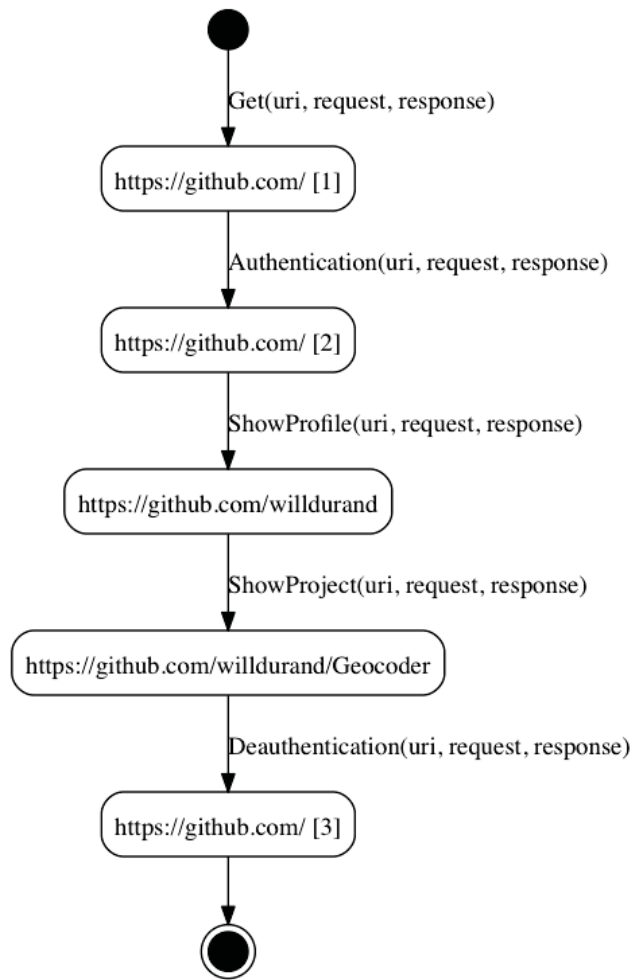 Get(uri, request, response)
https://github.com/ [1]
Authentication(uri, request, response)
https://github.com/ [2]
ShowProfile(uri, request, response)
https://github.com/willdurand
ShowProject(uri, request, response)
https://github.com/willdurand/Geocoder
Deauthentication(uri, request, response)
https://github.com/ [3]